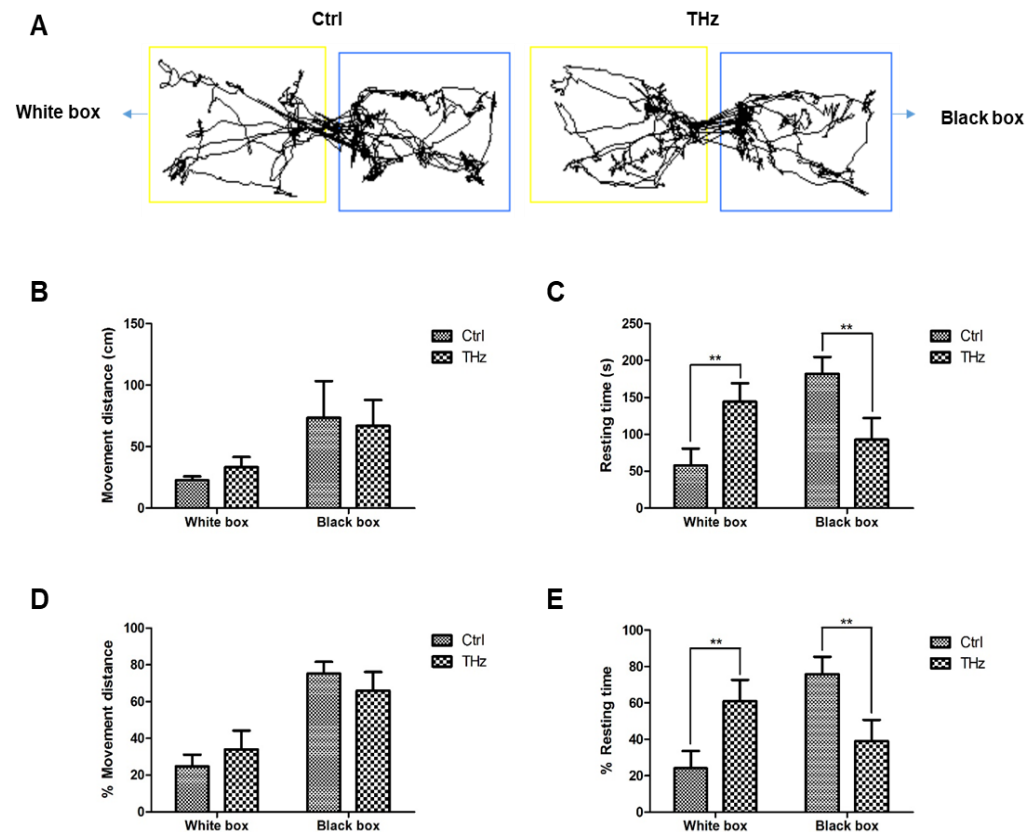 A
Ctrl
THz
White box
Black box
B
Movement distance (cm)
150
100
50
0
White box
Black box
Ctrl
THz
C
Resting time (s)
250
200
150
100
50
0
**
**
White box
Black box
Ctrl
THz
D
% Movement distance
100
80
60
40
20
0
White box
Black box
Ctrl
THz
E
% Resting time
100
80
60
40
20
0
**
**
White box
Black box
Ctrl
THz